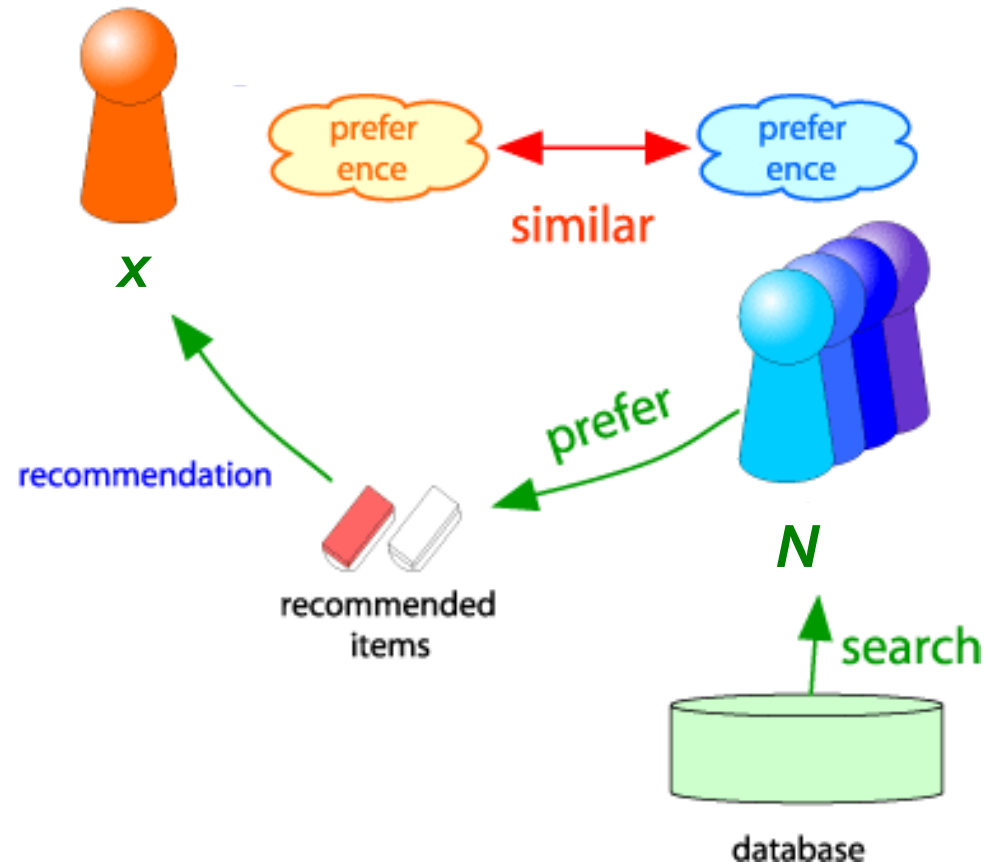 prefer
ence
prefer
ence
similar
x
prefer
recommendation
N
recommended
items
search
database